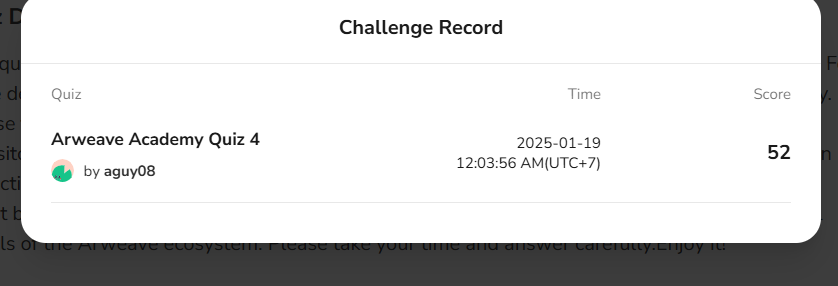 Challenge Record
Quiz
Time
Score
Arweave Academy Quiz 4
by aguy08
2025-01-19
12:03:56 AM(UTC+7)
52
ls of the Arweave ecosystem. Please take your time and answer carefully.Enjoy it!